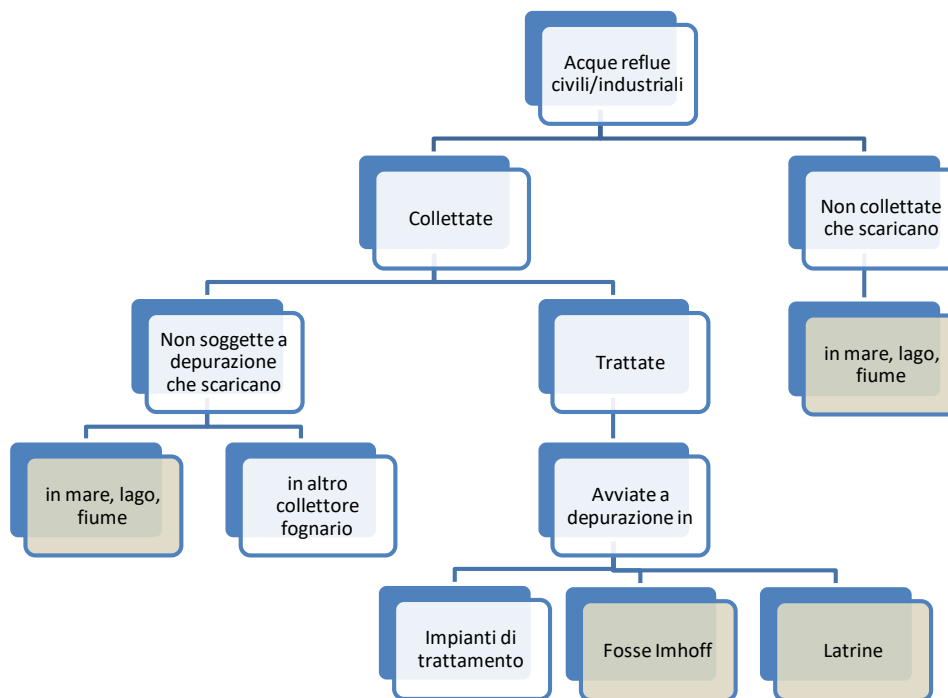 Acque reflue
civili/industriali
Collettate
Non collettate
che scaricano
Non soggette a
depurazione
che scaricano
Trattate
in mare, lago,
fiume
in mare, lago,
fiume
in altro
collettore
fognario
Avviate a
depurazione in
Impianti di
trattamento
Fosse Imhoff
Latrine